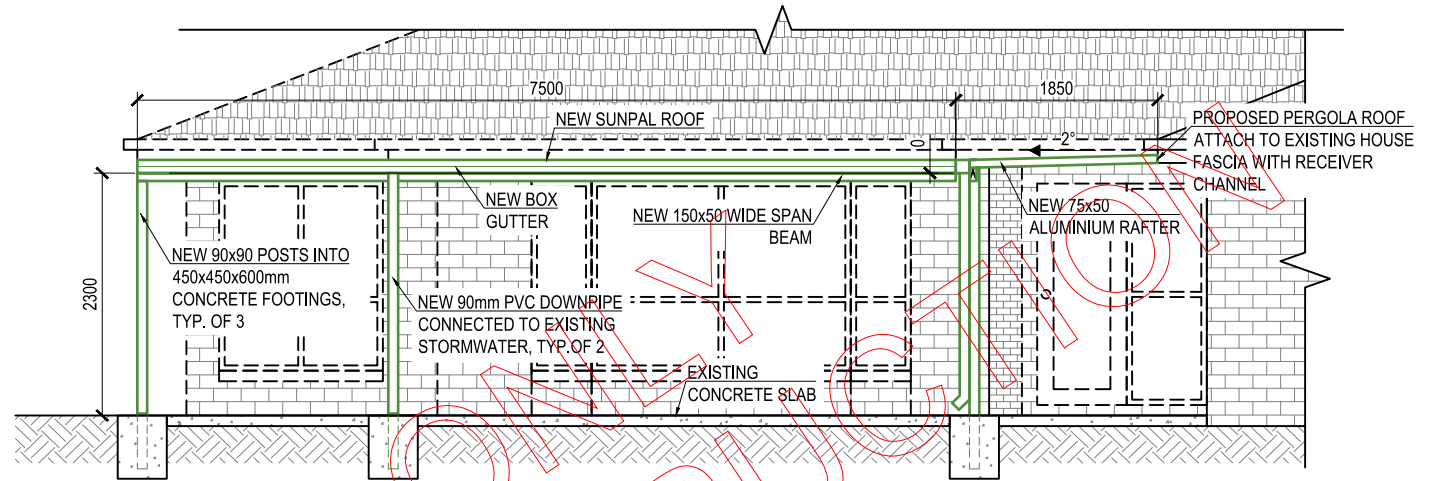 7500
1850
NEW SUNPAL ROOF
PROPOSED PERGOLA ROOF
ATTACH TO EXISTING HOUSE
FASCIA WITH RECEIVER
CHANNEL
0
2°
NEW BOX
GUTTER
NEW 150x50 WIDE SPAN
BEAM
NEW 75x50
ALUMINIUM RAFTER
NEW 90x90 POSTS INTO
450x450x600mm
CONCRETE FOOTINGS,
TYP. OF 3
2300
NEW 90mm PVC DOWNPIPE
CONNECTED TO EXISTING
STORMWATER, TYP.OF 2
EXISTING
CONCRETE SLAB
ONLY
UCTION